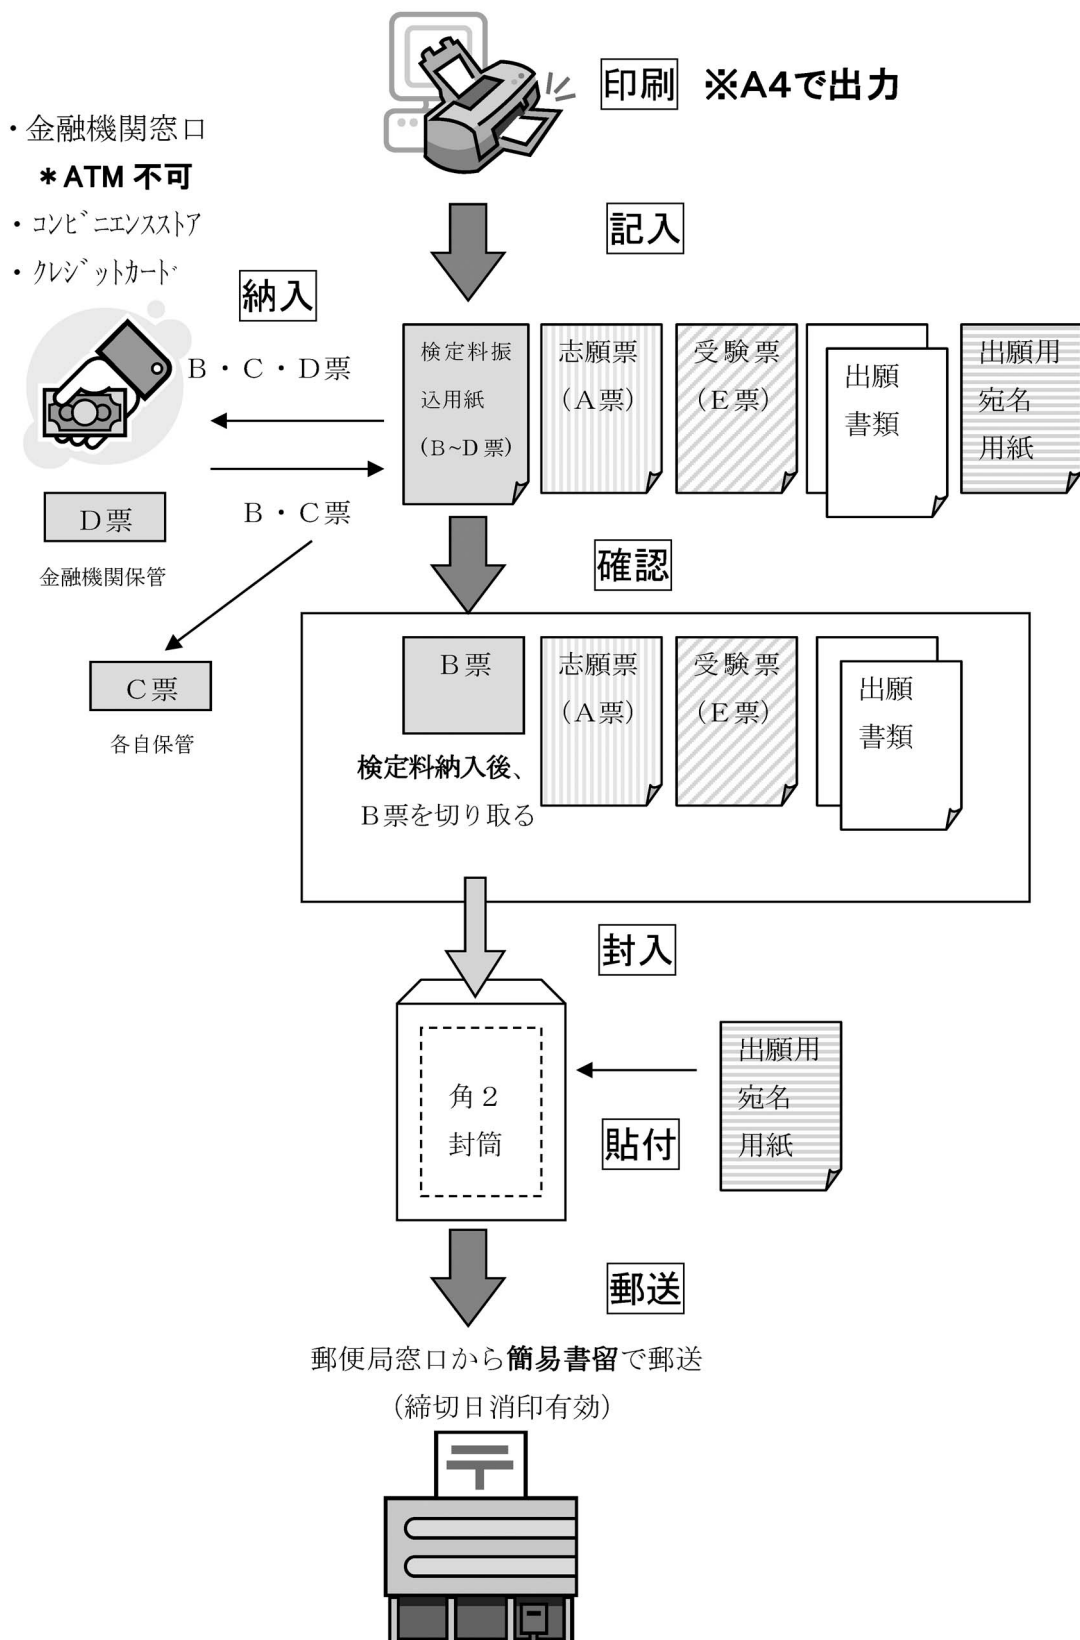 印刷 ※A4で出力
・金融機関窓口
＊ATM 不可
・コンビニエンスストア
・クレジットカード
記入
納入
B・C・D票
検定料振
込用紙
(B~D票)
志願票
(A票)
受験票
(E票)
出願
書類
出願用
宛名
用紙
B・C票
D票
金融機関保管
C票
各自保管
確認
B票
検定料納入後、
B票を切り取る
志願票
(A票)
受験票
(E票)
出願
書類
封入
角2
封筒
出願用
宛名
用紙
貼付
郵送
郵便局窓口から簡易書留で郵送
(締切日消印有効)
〒